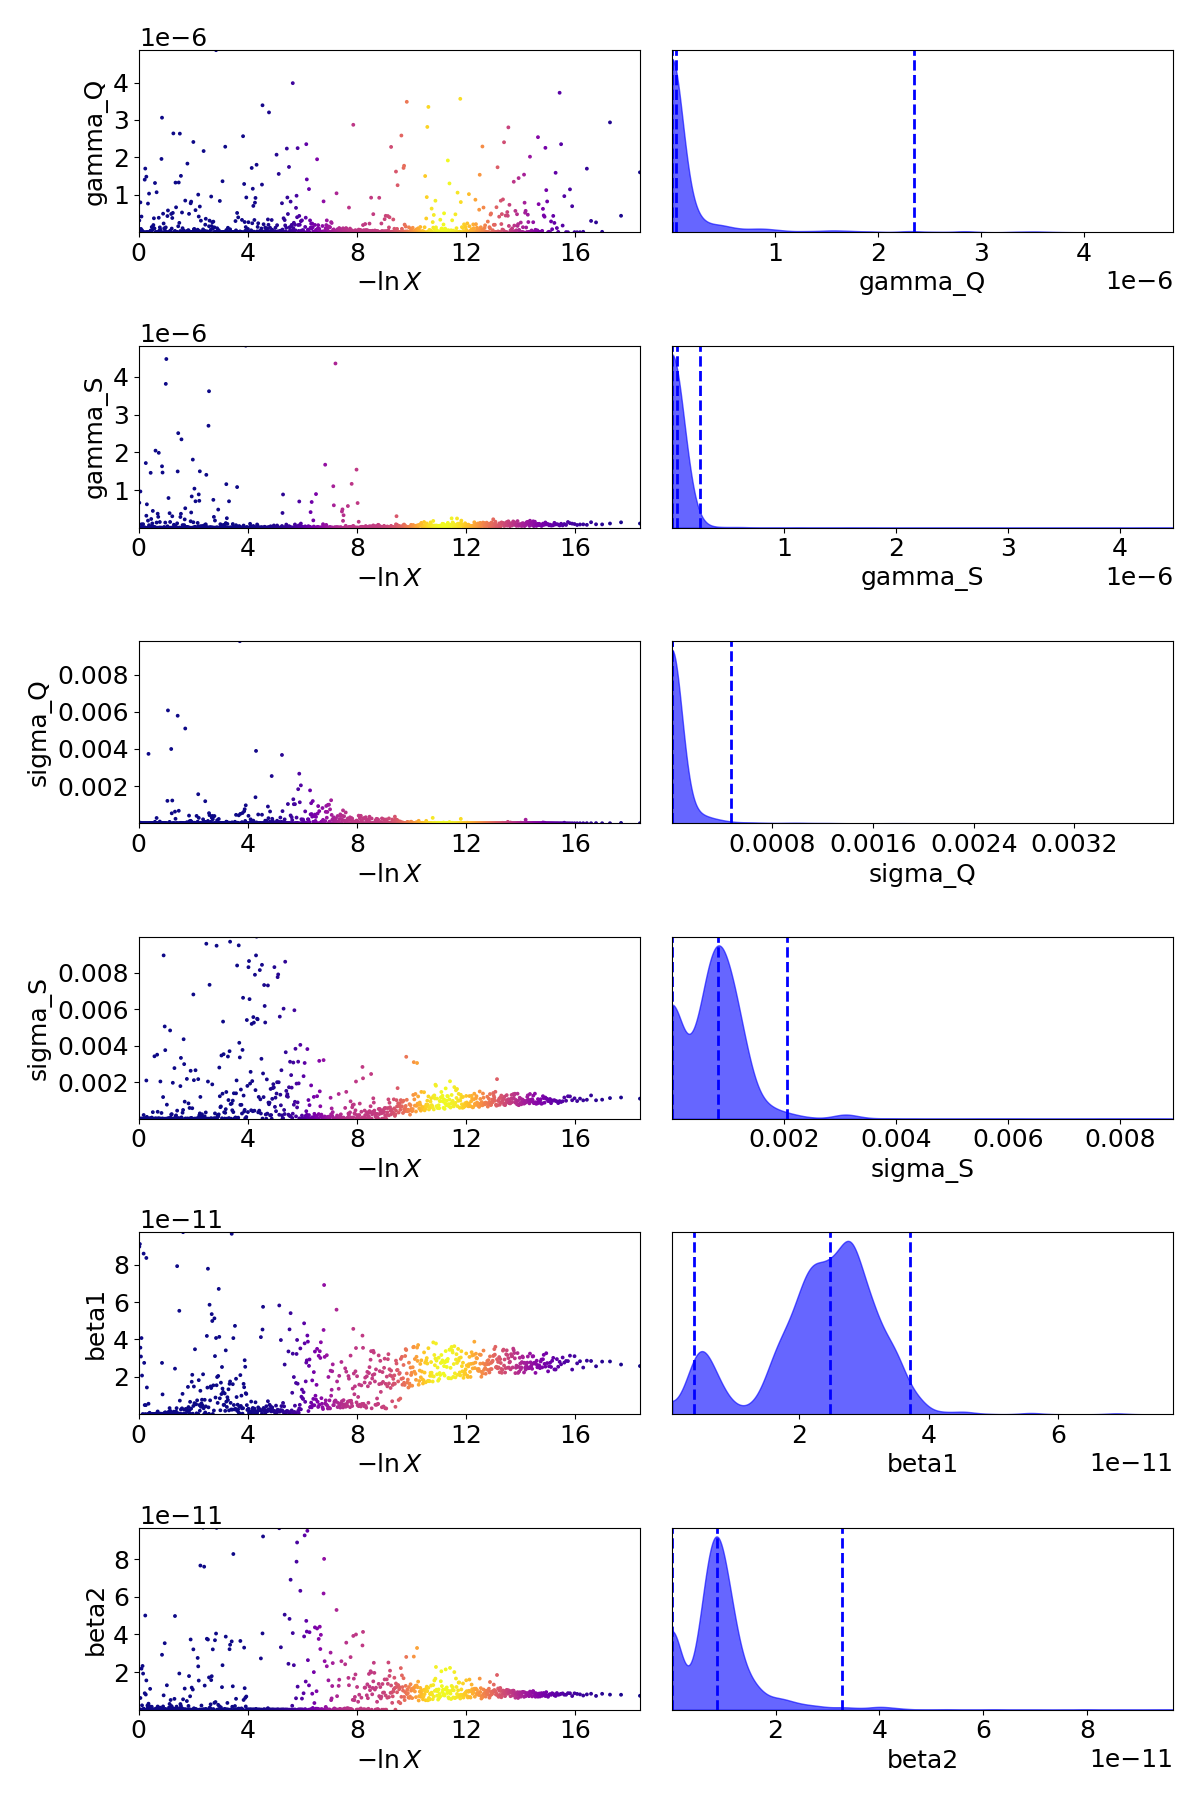 1e−6
gamma_Q
4
3
2
1
0 4 8 12 16
−ln X
1 2 3 4
gamma_Q
1e−6
1e−6
gamma_S
4
3
2
1
0 4 8 12 16
−ln X
1 2 3 4
gamma_S
1e−6
sigma_Q
0.008
0.006
0.004
0.002
0 4 8 12 16
−ln X
0.0008 0.0016 0.0024 0.0032
sigma_Q
sigma_S
0.008
0.006
0.004
0.002
0 4 8 12 16
−ln X
0.002 0.004 0.006 0.008
sigma_S
1e−11
beta1
8
6
4
2
0 4 8 12 16
−ln X
2 4 6
beta1
1e−11
1e−11
beta2
8
6
4
2
0 4 8 12 16
−ln X
2 4 6 8
beta2
1e−11